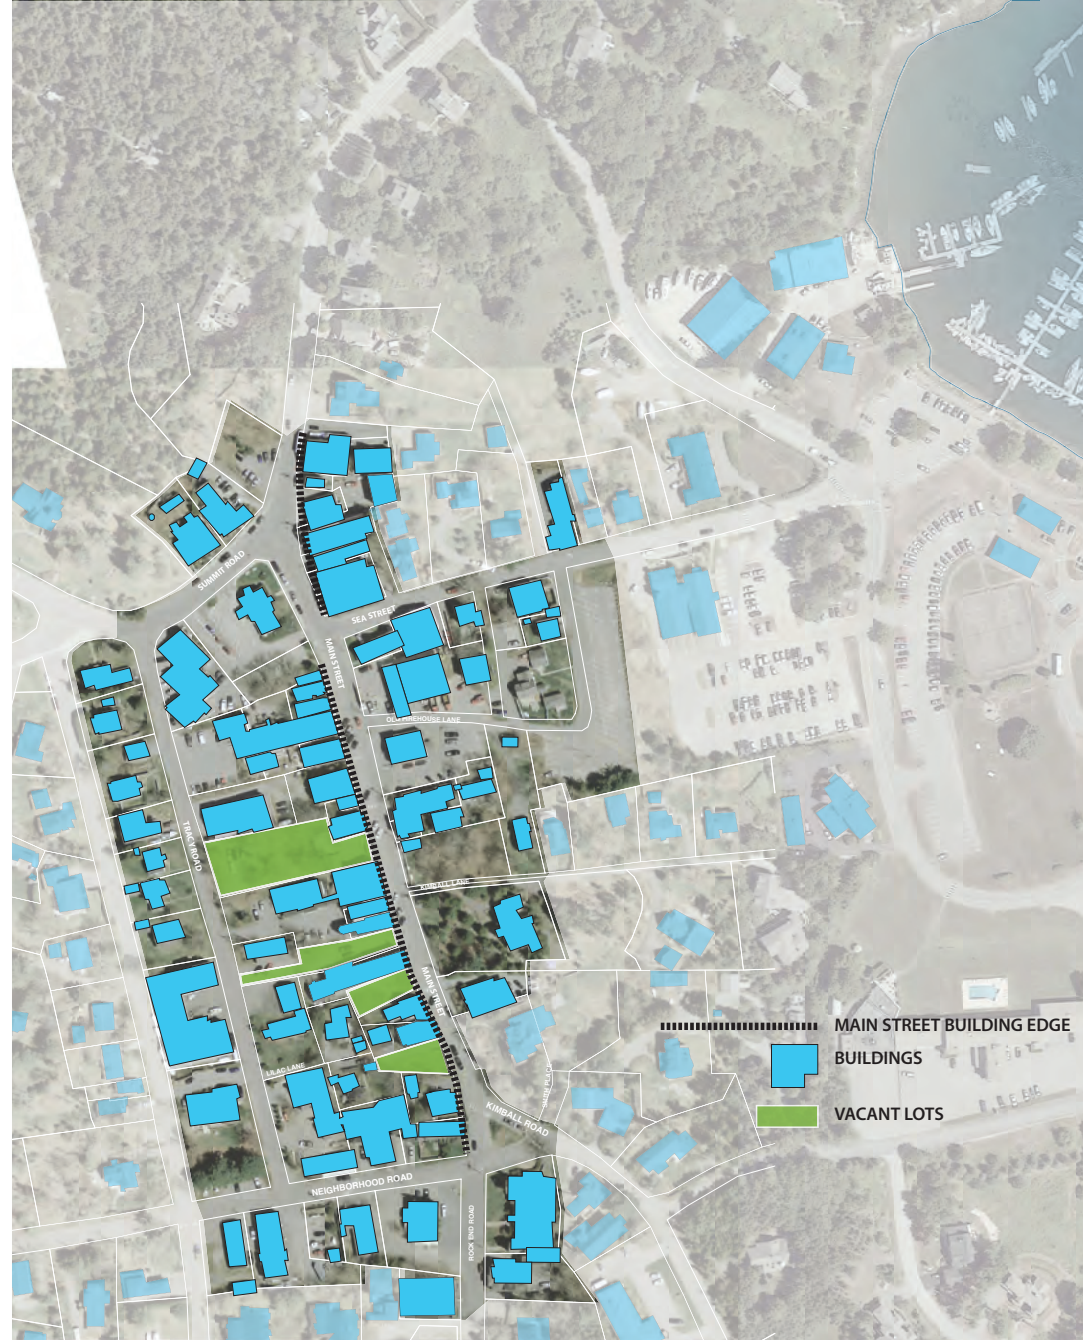 SUMMIT ROAD
SEA STREET
MAIN STREET
OLD FIREHOUSE LANE
TRACY ROAD
KIMBALL LANE
MAIN STREET
MAIN STREET BUILDING EDGE
BUILDINGS
LILAC LANE
VACANT LOTS
KIMBALL ROAD
NEIGHBORHOOD ROAD
ROCK END ROAD